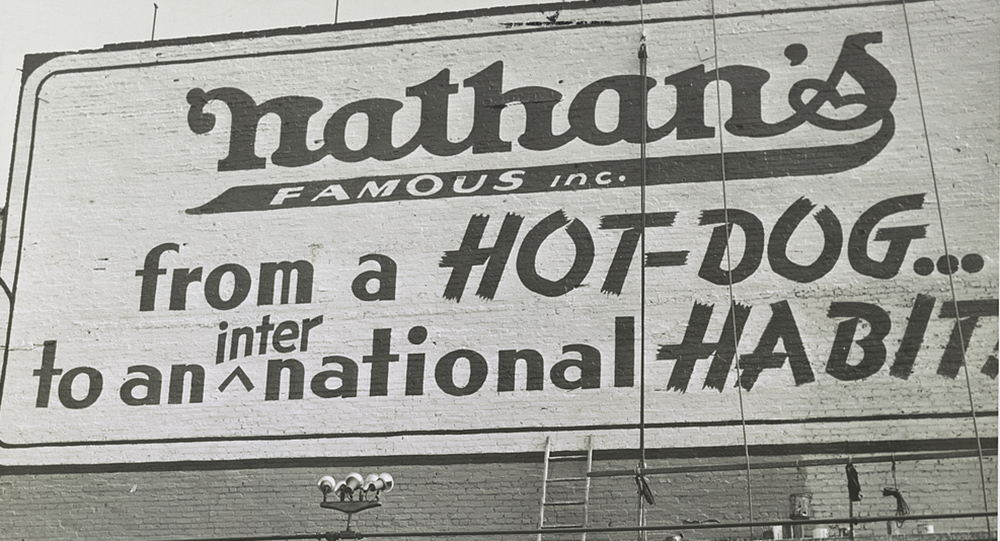 Nathan's
FAMOUS inc.
from a HOT-DOG...
inter
to an ^ national HABIT.